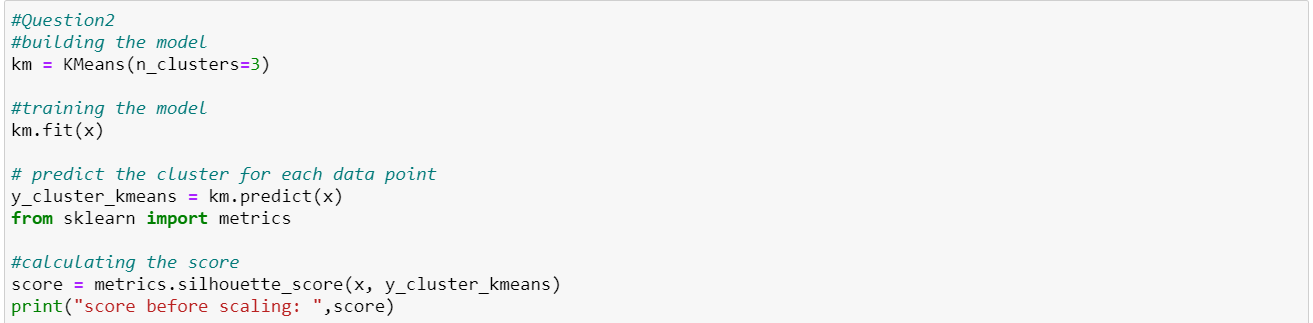 #Question2
#building the model
km = KMeans(n_clusters=3)
#training the model
km.fit(x)
# predict the cluster for each data point
y_cluster_kmeans = km.predict(x)
from sklearn import metrics
#calculating the score
score = metrics.silhouette_score(x, y_cluster_kmeans)
print("score before scaling: ",score)